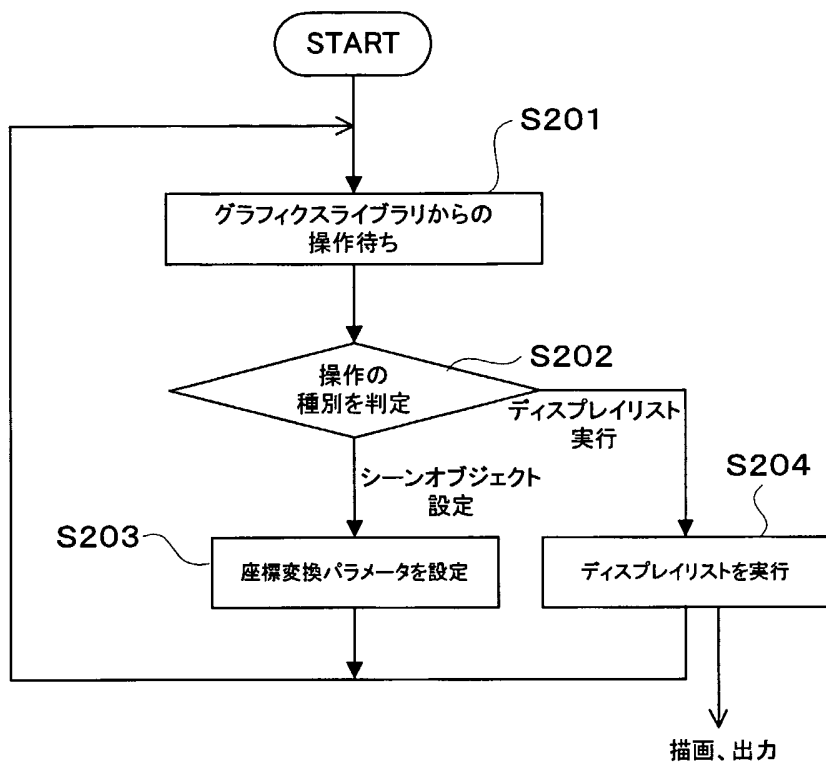 START
S201
グラフィクスライブラリからの
操作待ち
S202
操作の
種別を判定
ディスプレイリスト
実行
シーンオブジェクト
設定
S204
S203
座標変換パラメータを設定
ディスプレイリストを実行
描画、出力